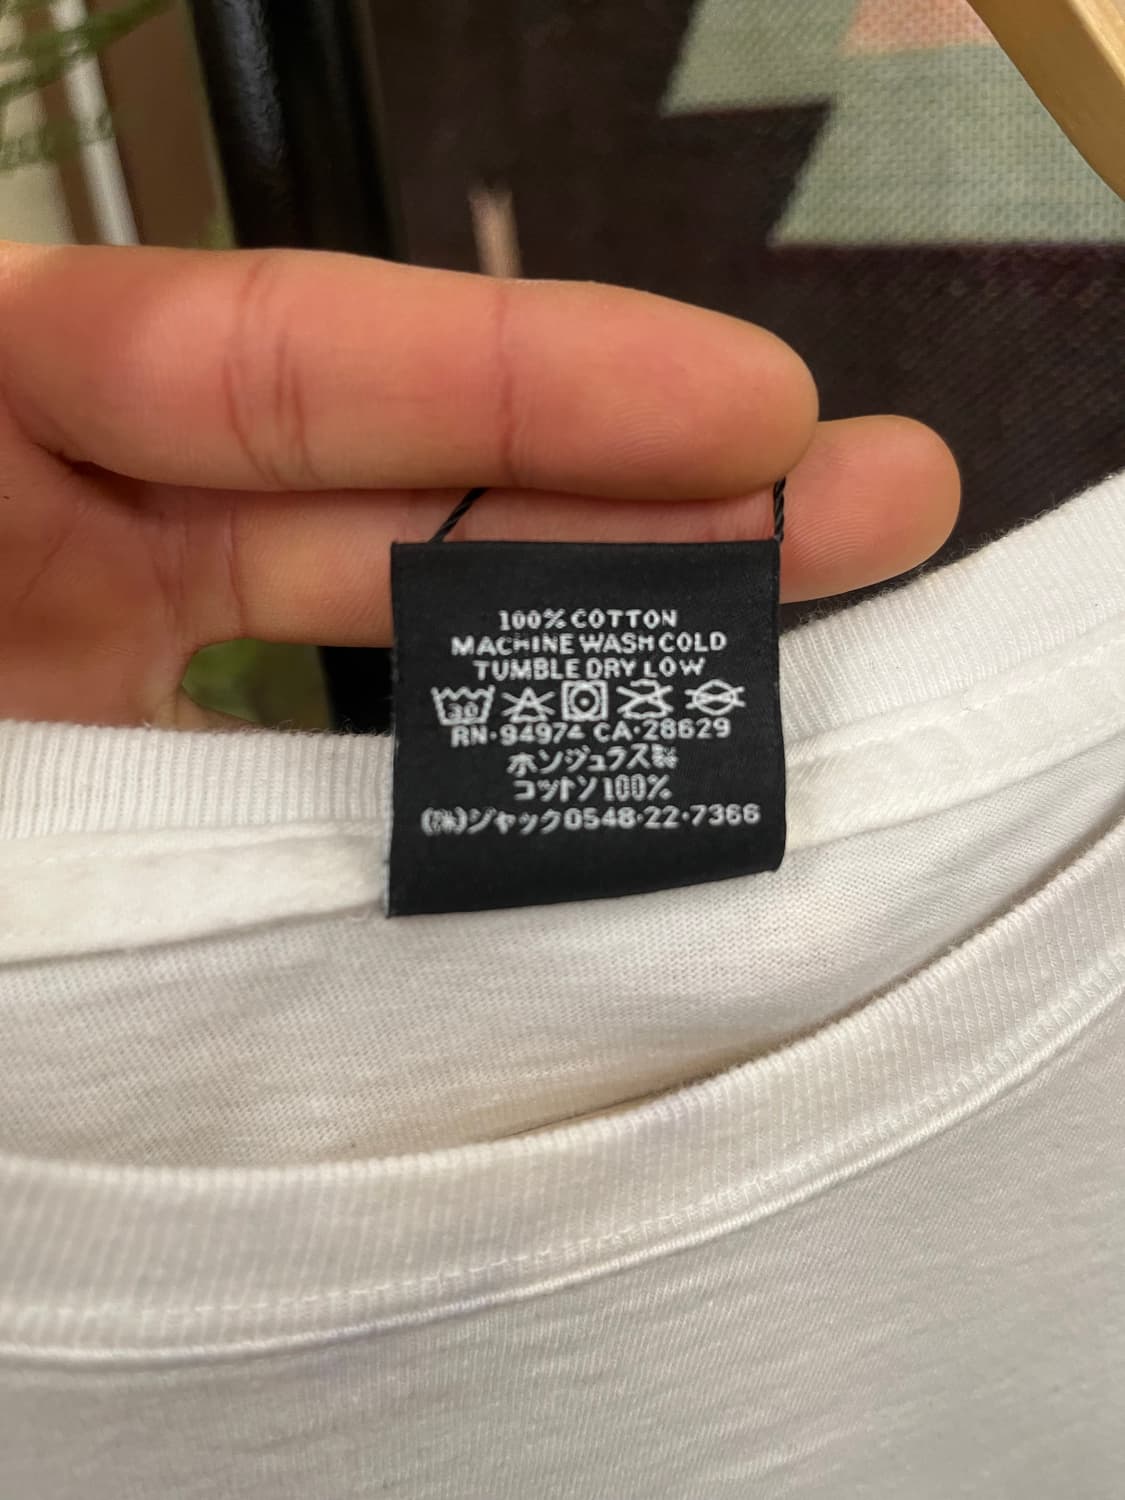 100% COTTON
MACHINE WASH COLD
TUMBLE DRY LOW
30
RN·94974 CA·28629
ホンジュラス製
コットン100%
(株)ジャック0548·22·7366